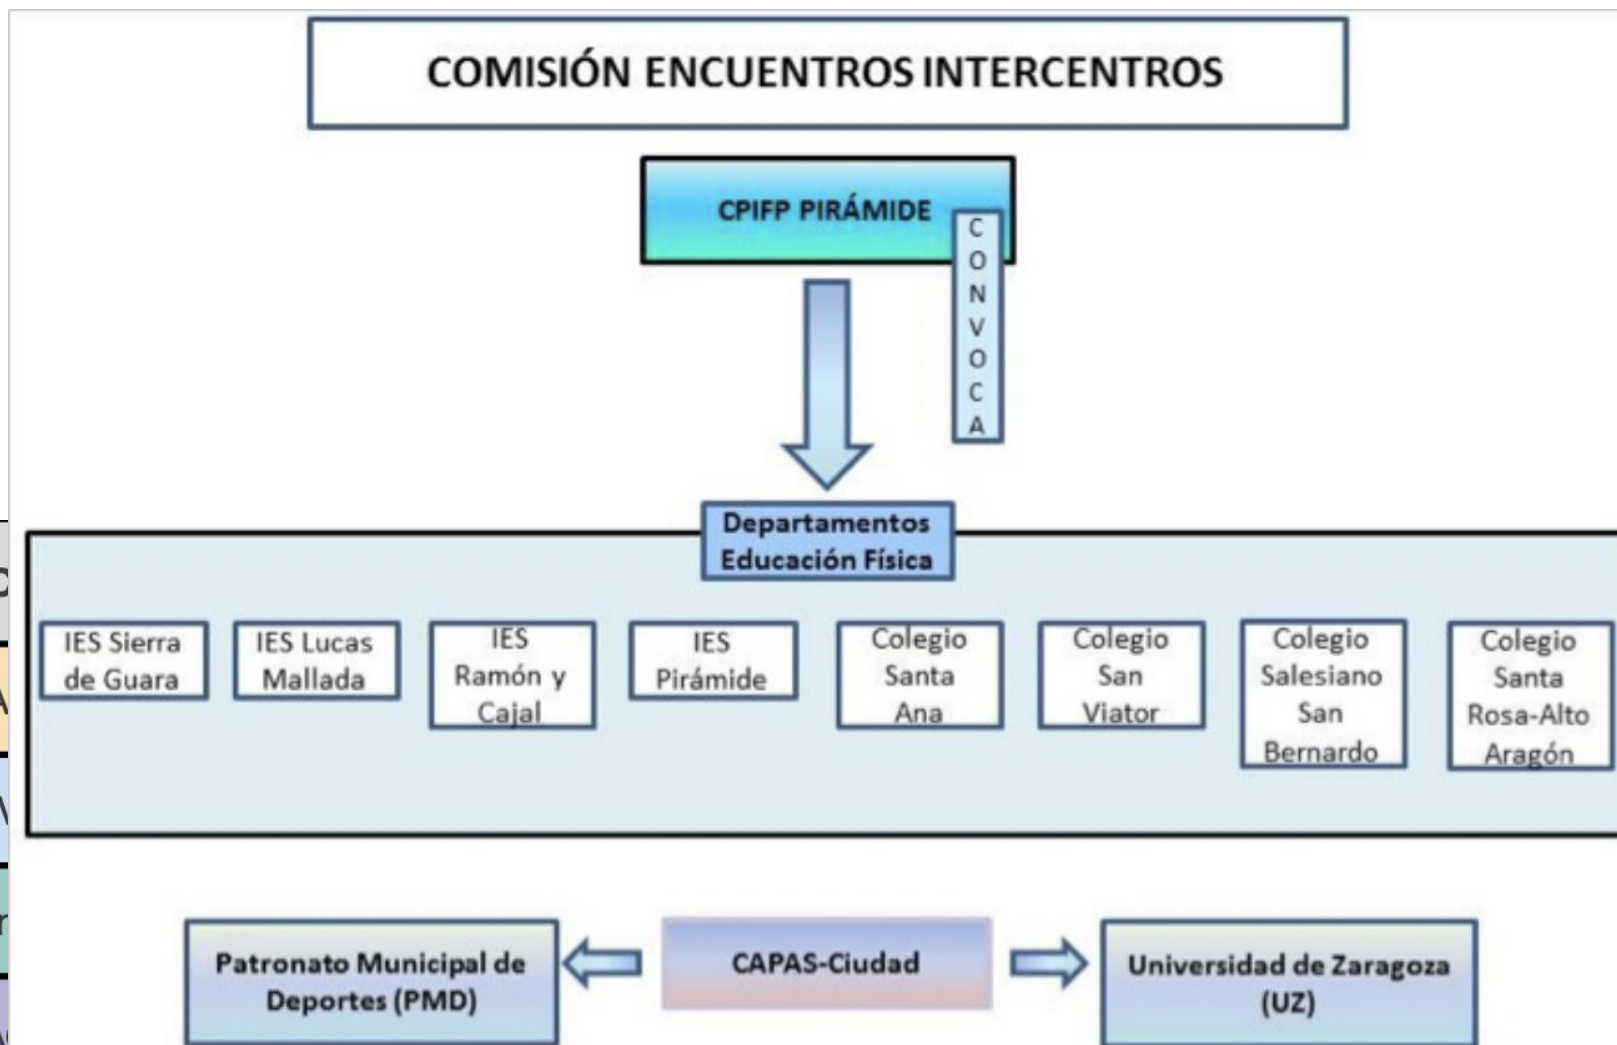 COMISIÓN ENCUENTROS INTERCENTROS
CPIFP PIRÁMIDE
C
O
N
V
O
C
A
Departamentos
Educación Física
IES Sierra
de Guara
IES Lucas
Mallada
IES
Ramón y
Cajal
IES
Pirámide
Colegio
Santa
Ana
Colegio
San
Viator
Colegio
Salesiano
San
Bernardo
Colegio
Santa
Rosa-Alto
Aragón
Patronato Municipal de
Deportes (PMD)
CAPAS-Ciudad
Universidad de Zaragoza
(UZ)